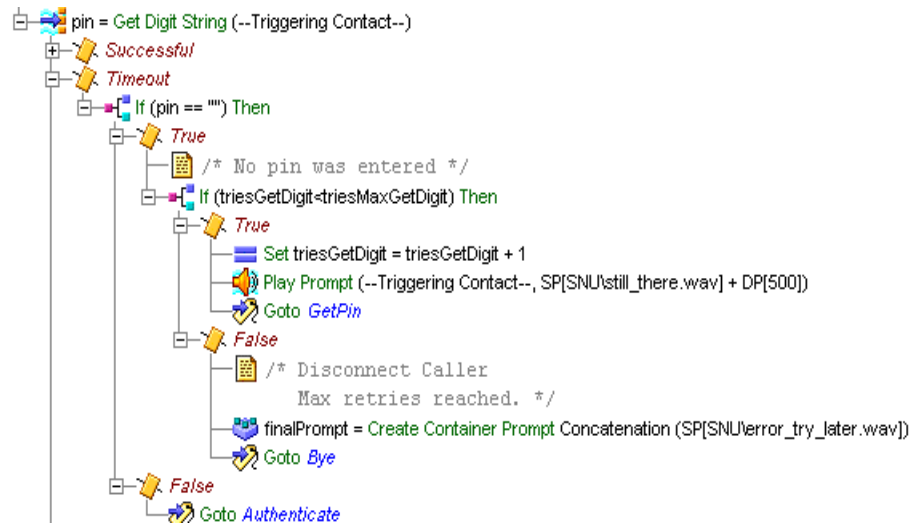 pin = Get Digit String (--Triggering Contact--)
Successful
Timeout
If (pin == "") Then
True
/* No pin was entered */
If (triesGetDigit<triesMaxGetDigit) Then
True
Set triesGetDigit = triesGetDigit + 1
Play Prompt (--Triggering Contact--, SP[SNU\still_there.wav] + DP[500])
Goto GetPin
False
/* Disconnect Caller
Max retries reached. */
finalPrompt = Create Container Prompt Concatenation (SP[SNU\error_try_later.wav])
Goto Bye
False
Goto Authenticate